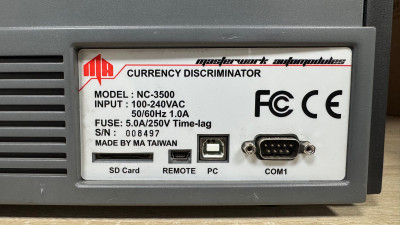 MA
masterwork automodules
CURRENCY DISCRIMINATOR
MODEL : NC-3500
INPUT : 100-240VAC
50/60Hz 1.0A
FUSE: 5.0A/250V Time-lag
S/N : 008497
MADE BY MA TAIWAN
FC CE
SD Card
REMOTE
PC
COM1